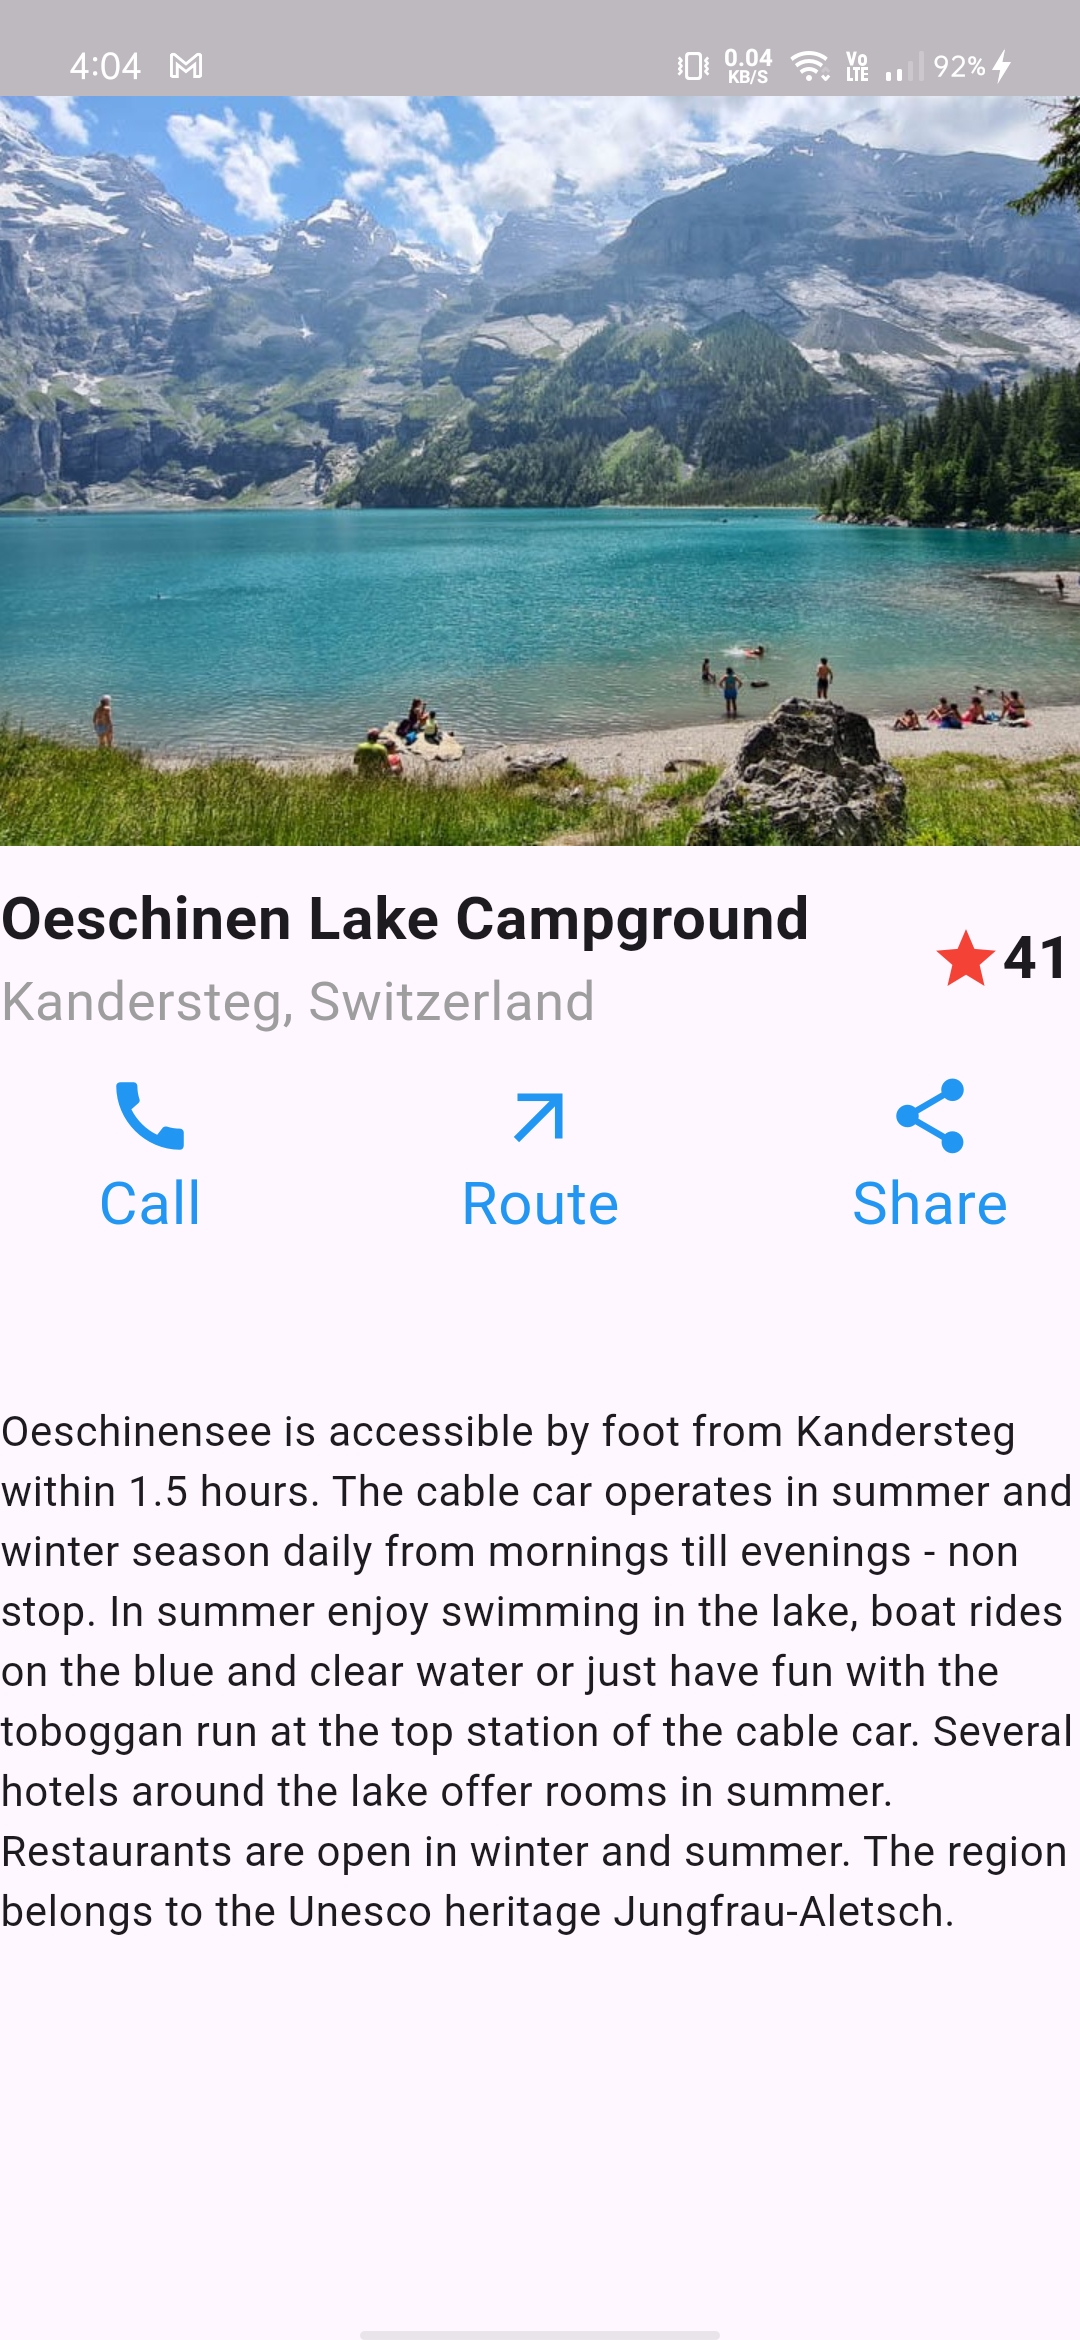 4:04 0.04 KB/S Vo LTE 92%
Oeschinen Lake Campground
41
Kandersteg, Switzerland
Call Route Share
Oeschinensee is accessible by foot from Kandersteg
within 1.5 hours. The cable car operates in summer and
winter season daily from mornings till evenings - non
stop. In summer enjoy swimming in the lake, boat rides
on the blue and clear water or just have fun with the
toboggan run at the top station of the cable car. Several
hotels around the lake offer rooms in summer.
Restaurants are open in winter and summer. The region
belongs to the Unesco heritage Jungfrau-Aletsch.